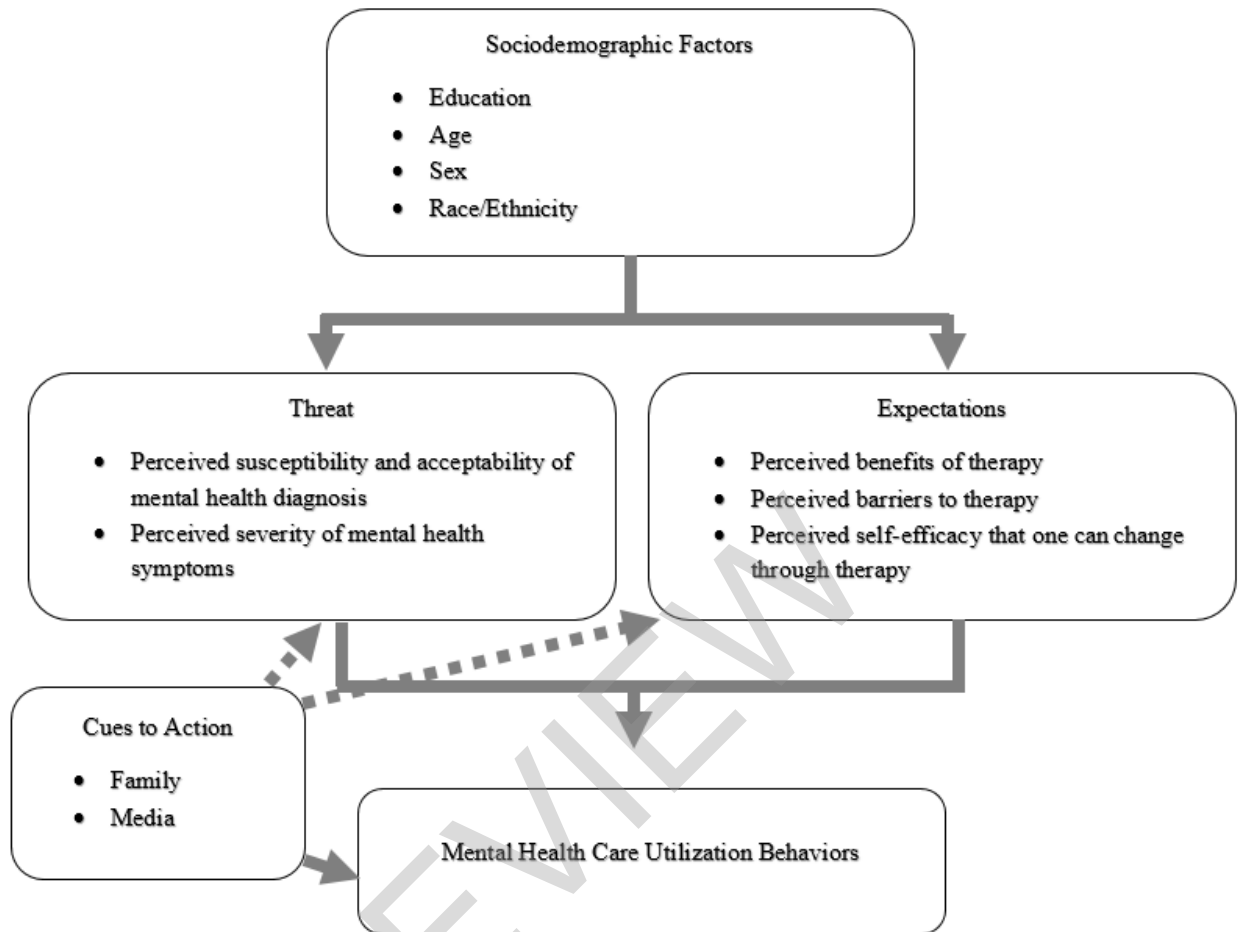 Sociodemographic Factors
• Education
• Age
• Sex
• Race/Ethnicity
Threat
• Perceived susceptibility and acceptability of
mental health diagnosis
• Perceived severity of mental health
symptoms
Expectations
• Perceived benefits of therapy
• Perceived barriers to therapy
• Perceived self-efficacy that one can change
through therapy
Cues to Action
• Family
• Media
Mental Health Care Utilization Behaviors
EVIEW